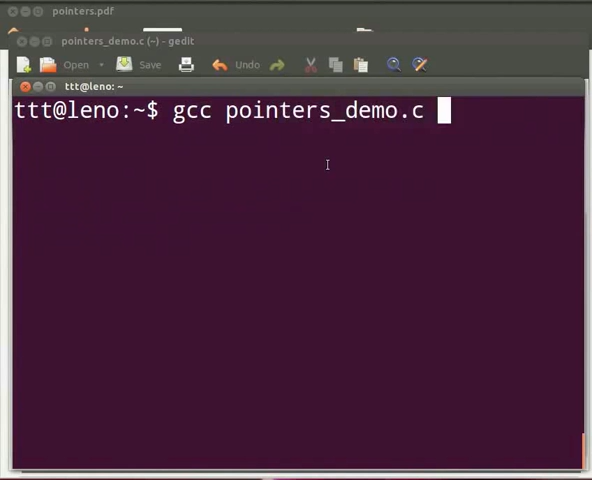 pointers.pdf
pointers_demo.c (~) - gedit
Open Save Undo
ttt@leno: ~
ttt@leno:~$ gcc pointers_demo.c